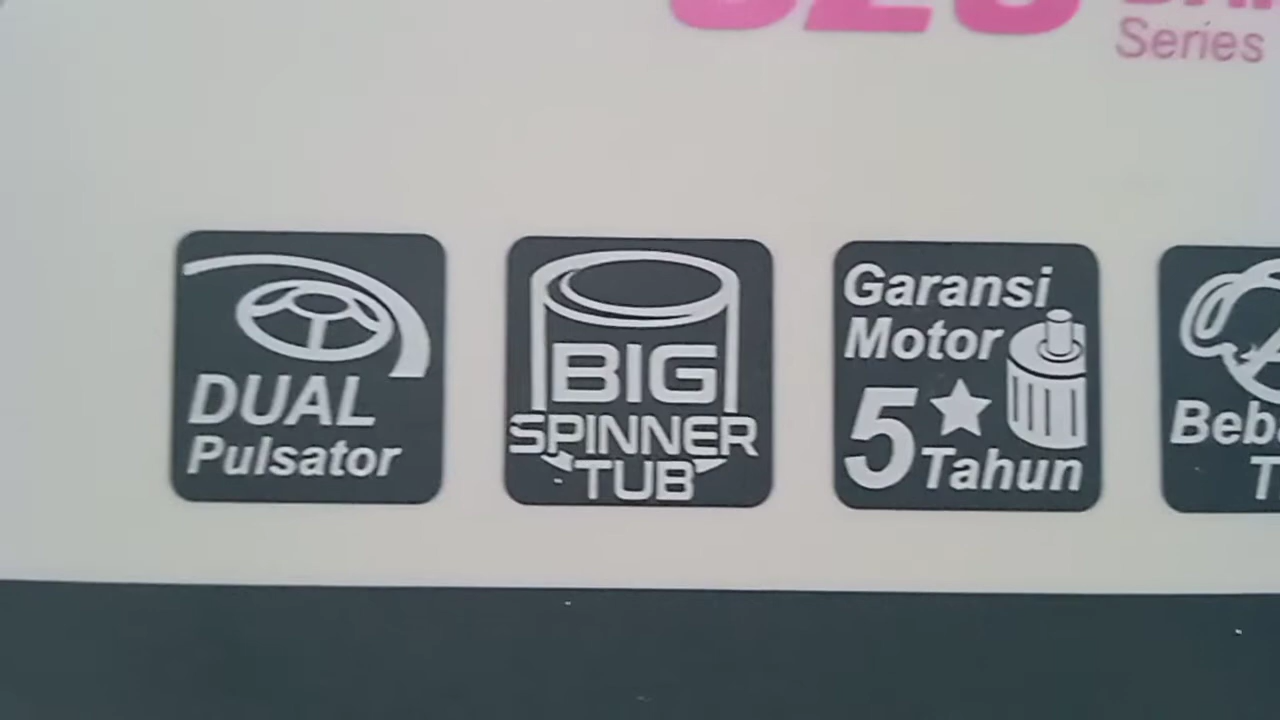 Series
DUAL
Pulsator
BIG
SPINNER
TUB
Garansi
Motor
5 Tahun